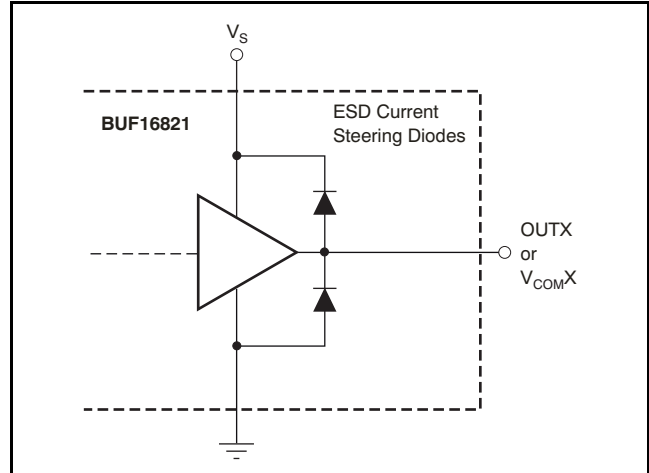 V_S
BUF16821
ESD Current
Steering Diodes
OUTX
or
V_COMX